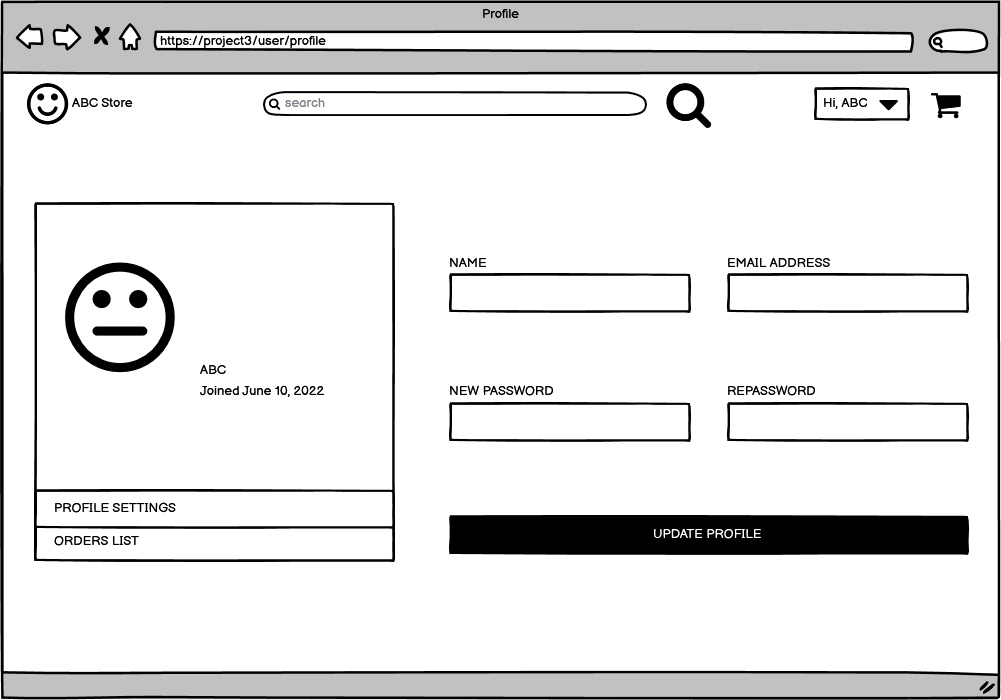 Profile
https://project3/user/profile
ABC Store
search
Hi, ABC
ABC
Joined June 10, 2022
PROFILE SETTINGS
ORDERS LIST
NAME
EMAIL ADDRESS
NEW PASSWORD
REPASSWORD
UPDATE PROFILE